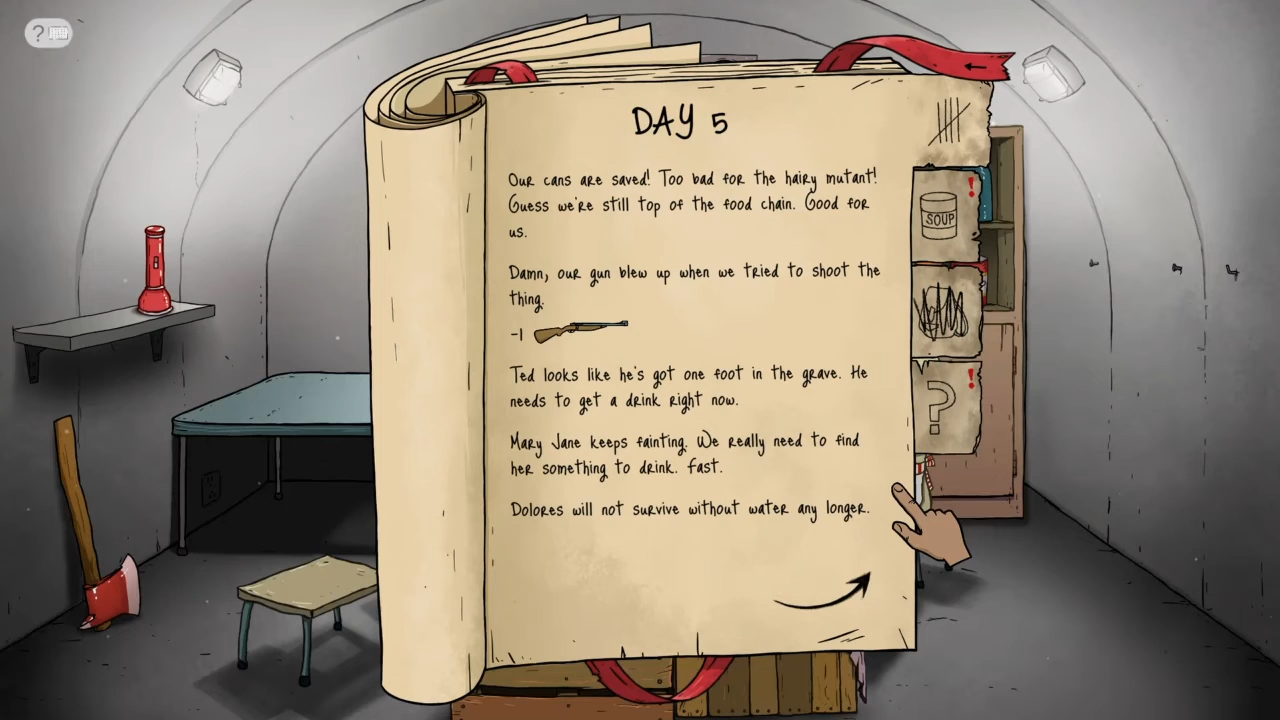 ?
DAY 5
Our cans are saved! Too bad for the hairy mutant!
Guess we're still top of the food chain. Good for
us.
Damn, our gun blew up when we tried to shoot the
thing.
-1
Ted looks like he's got one foot in the grave. He
needs to get a drink right now.
Mary Jane keeps fainting. We really need to find
her something to drink. Fast.
Dolores will not survive without water any longer.
!
SOUP
!
?